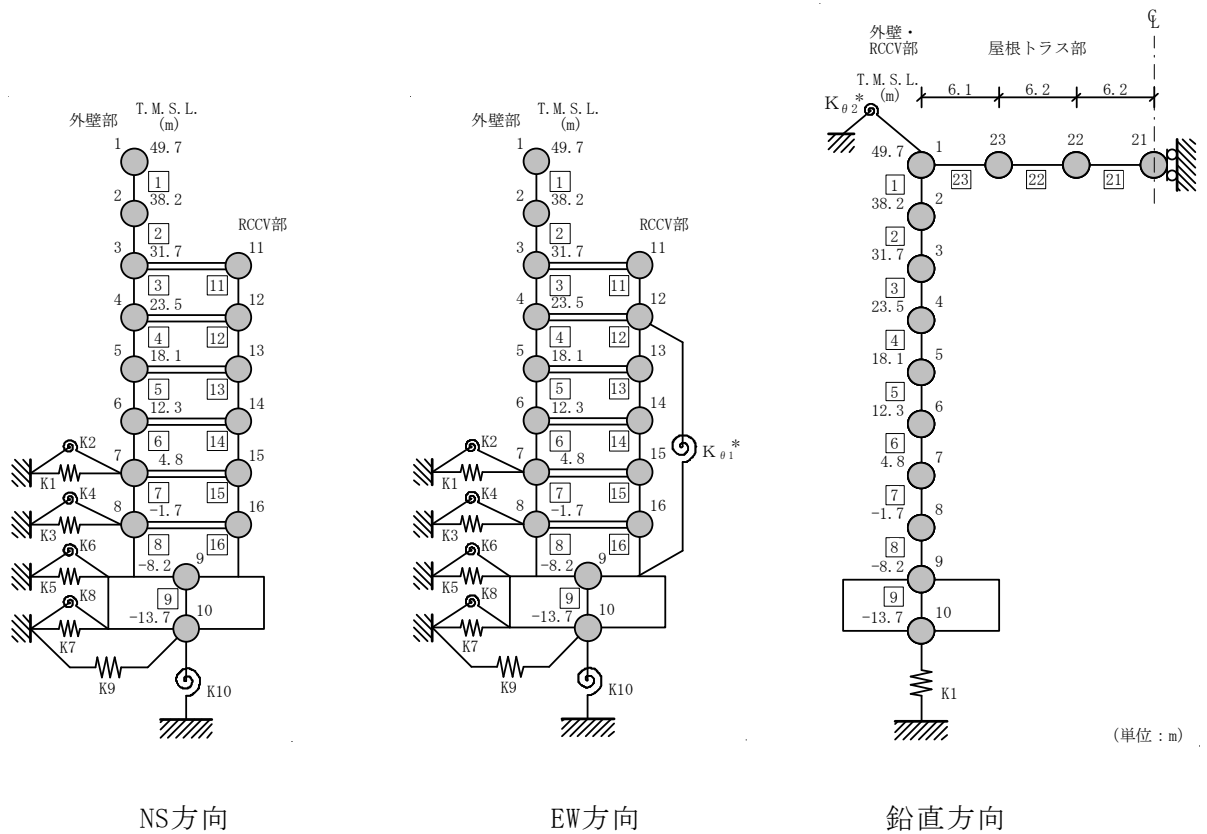 外壁部
T.M.S.L.
(m)
1
49.7
1
2
38.2
2
RCCV部
3
31.7
11
3
11
4
23.5
12
4
12
5
18.1
13
5
13
6
12.3
14
6
14
K2
7
4.8
15
K1
7
15
K4
8
-1.7
16
K3
8
16
K6
-8.2
9
K5
K8
9
-13.7
10
K7
K9
K10
NS方向
外壁部
T.M.S.L.
(m)
1
49.7
1
2
38.2
2
RCCV部
3
31.7
11
3
11
4
23.5
12
4
12
5
18.1
13
5
13
6
12.3
14
6
14
Kθ1*
K2
7
4.8
15
K1
7
15
K4
8
-1.7
16
K3
8
16
K6
-8.2
9
K5
K8
9
-13.7
10
K7
K9
K10
EW方向
外壁・
RCCV部
屋根トラス部
CL
T.M.S.L.
(m)
6.1
6.2
6.2
Kθ2*
49.7
1
23
22
21
23
22
21
1
38.2
2
2
31.7
3
3
23.5
4
4
18.1
5
5
12.3
6
6
4.8
7
7
-1.7
8
8
-8.2
9
9
-13.7
10
K1
(単位：m)
鉛直方向